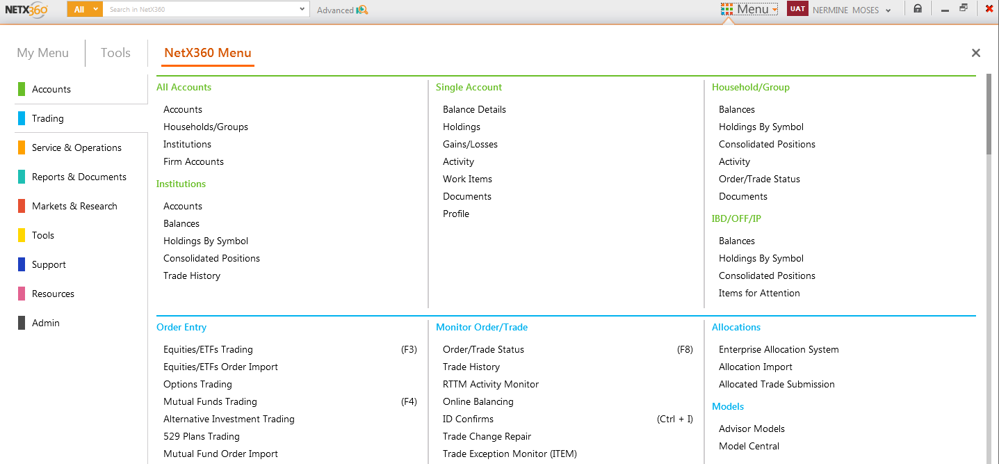 NETX360°
All
Search in NetX360
Advanced
Menu
UAT
NERMINE MOSES
My Menu
Tools
NetX360 Menu
Accounts
Trading
Service & Operations
Reports & Documents
Markets & Research
Tools
Support
Resources
Admin
All Accounts
Accounts
Households/Groups
Institutions
Firm Accounts
Institutions
Accounts
Balances
Holdings By Symbol
Consolidated Positions
Trade History
Single Account
Balance Details
Holdings
Gains/Losses
Activity
Work Items
Documents
Profile
Household/Group
Balances
Holdings By Symbol
Consolidated Positions
Activity
Order/Trade Status
Documents
IBD/OFF/IP
Balances
Holdings By Symbol
Consolidated Positions
Items for Attention
Order Entry
Equities/ETFs Trading (F3)
Equities/ETFs Order Import
Options Trading
Mutual Funds Trading (F4)
Alternative Investment Trading
529 Plans Trading
Mutual Fund Order Import
Monitor Order/Trade
Order/Trade Status (F8)
Trade History
RTTM Activity Monitor
Online Balancing
ID Confirms (Ctrl + I)
Trade Change Repair
Trade Exception Monitor (ITEM)
Allocations
Enterprise Allocation System
Allocation Import
Allocated Trade Submission
Models
Advisor Models
Model Central